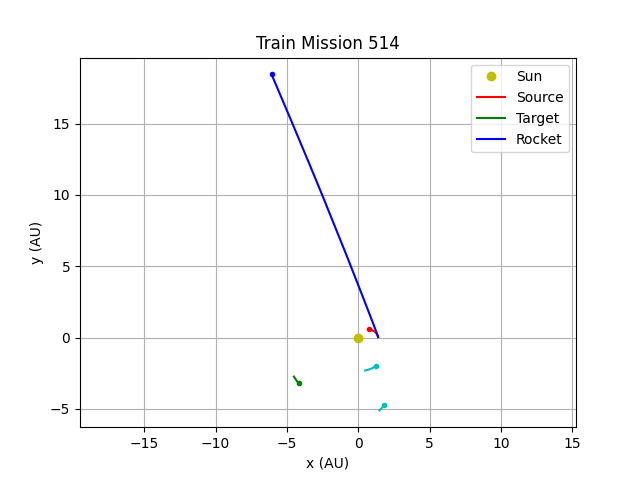 Train Mission 514
Sun
Source
Target
Rocket
15
10
5
0
−5
y (AU)
−15
−10
−5
0
5
10
15
x (AU)